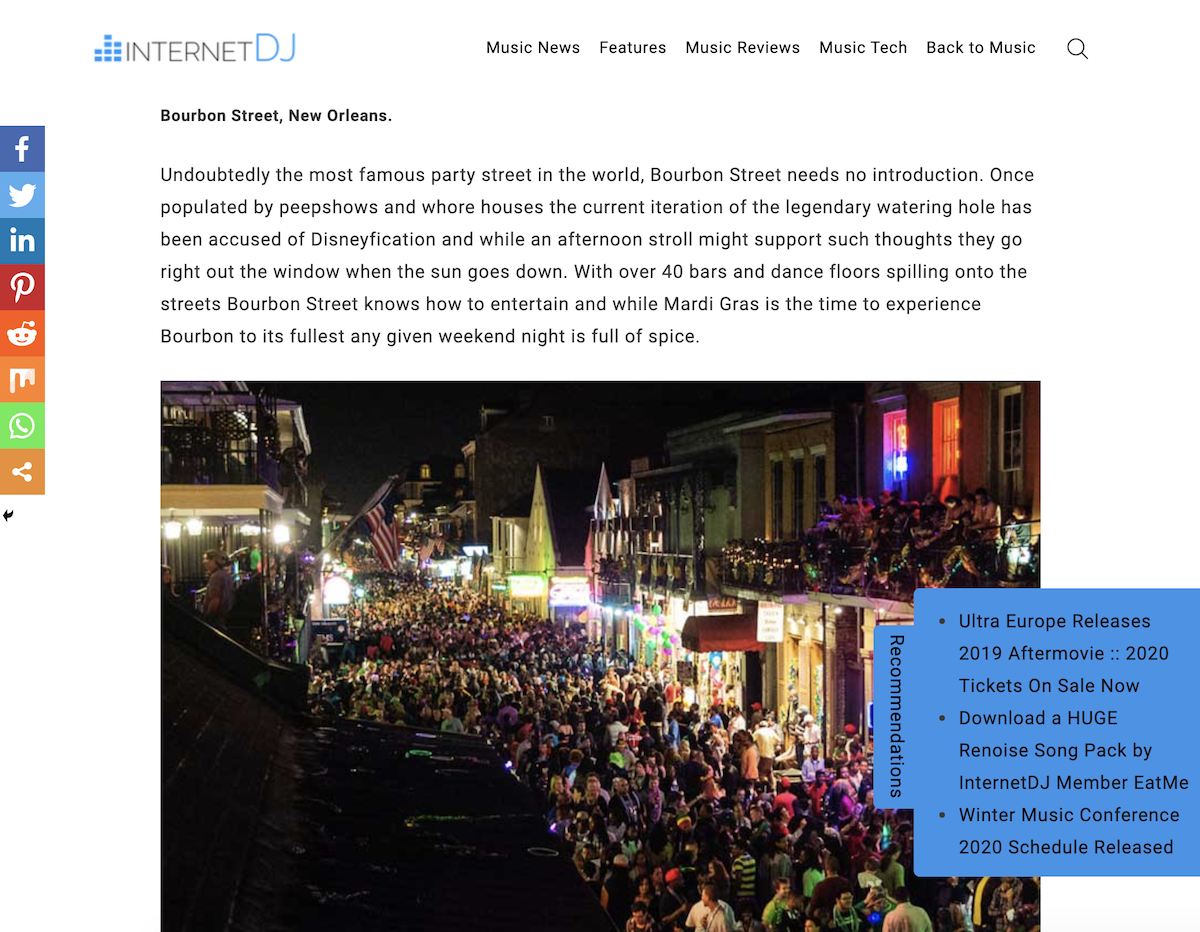 INTERNETDJ
Music News Features Music Reviews Music Tech Back to Music
Bourbon Street, New Orleans.
Undoubtedly the most famous party street in the world, Bourbon Street needs no introduction. Once
populated by peepshows and whore houses the current iteration of the legendary watering hole has
been accused of Disneyfication and while an afternoon stroll might support such thoughts they go
right out the window when the sun goes down. With over 40 bars and dance floors spilling onto the
streets Bourbon Street knows how to entertain and while Mardi Gras is the time to experience
Bourbon to its fullest any given weekend night is full of spice.
Recommendations
Ultra Europe Releases
2019 Aftermovie :: 2020
Tickets On Sale Now
Download a HUGE
Renoise Song Pack by
InternetDJ Member EatMe
Winter Music Conference
2020 Schedule Released